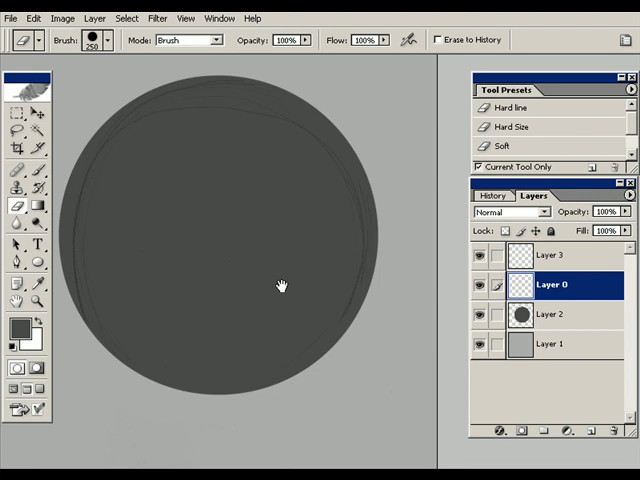 File Edit Image Layer Select Filter View Window Help
Brush: 250 Mode: Brush Opacity: 100% Flow: 100% Erase to History
Tool Presets
Hard line
Hard Size
Soft
Current Tool Only
History Layers
Normal Opacity: 100%
Lock: Fill: 100%
Layer 3
Layer 0
Layer 2
Layer 1
T